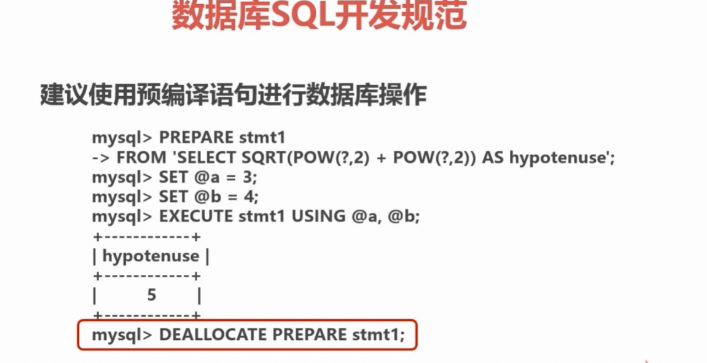 数据库SQL开发规范
建议使用预编译语句进行数据库操作
mysql> PREPARE stmt1
-> FROM 'SELECT SQRT(POW(?,2) + POW(?,2)) AS hypotenuse';
mysql> SET @a = 3;
mysql> SET @b = 4;
mysql> EXECUTE stmt1 USING @a, @b;
+------------+
| hypotenuse |
+------------+
| 5 |
+------------+
mysql> DEALLOCATE PREPARE stmt1;